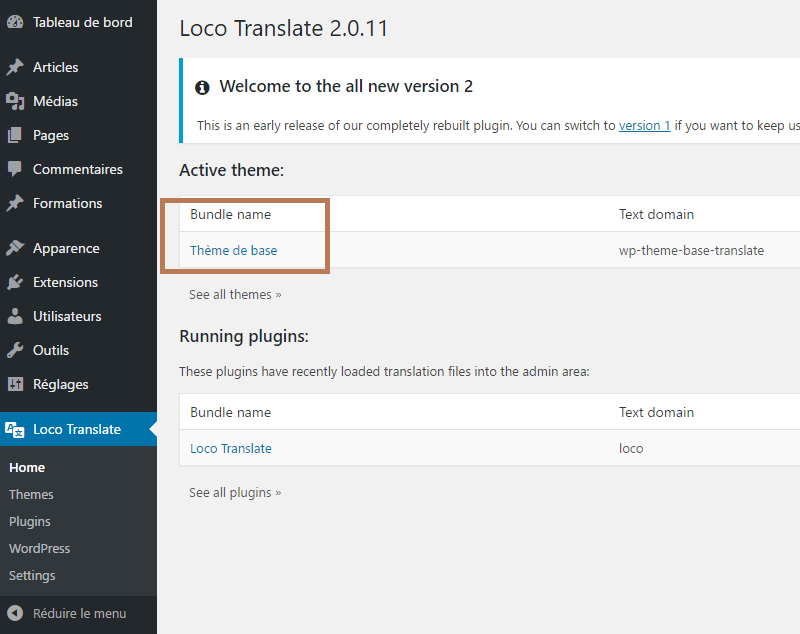 Tableau de bord
Articles
Médias
Pages
Commentaires
Formations
Apparence
Extensions
Utilisateurs
Outils
Réglages
Loco Translate
Home
Themes
Plugins
WordPress
Settings
Réduire le menu
Loco Translate 2.0.11
Welcome to the all new version 2
This is an early release of our completely rebuilt plugin. You can switch to version 1 if you want to keep us
Active theme:
Bundle name Text domain
Thème de base wp-theme-base-translate
See all themes »
Running plugins:
These plugins have recently loaded translation files into the admin area:
Bundle name Text domain
Loco Translate loco
See all plugins »